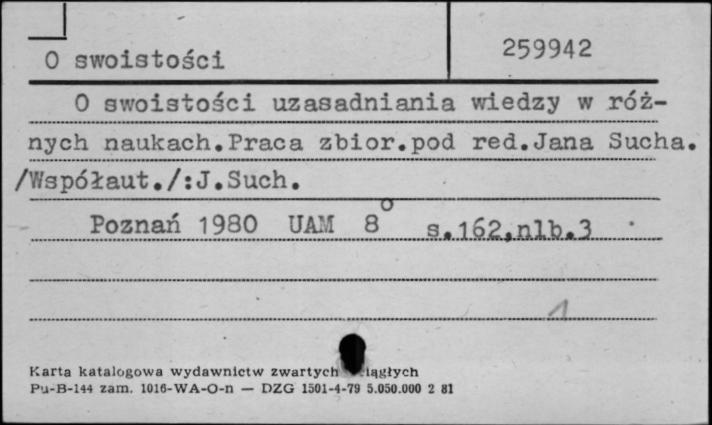 O swoistości 259942
O swoistości uzasadniania wiedzy w róż-
nych naukach.Praca zbior.pod red.Jana Sucha.
/Współaut./:J.Such.
Poznań 1980 UAM 8° s.162,nlb.3
1
Karta katalogowa wydawnictw zwartych
Pu-B-144 zam. 1016-WA-O-n — DZG 1501-4-79 5.050.000 2 81